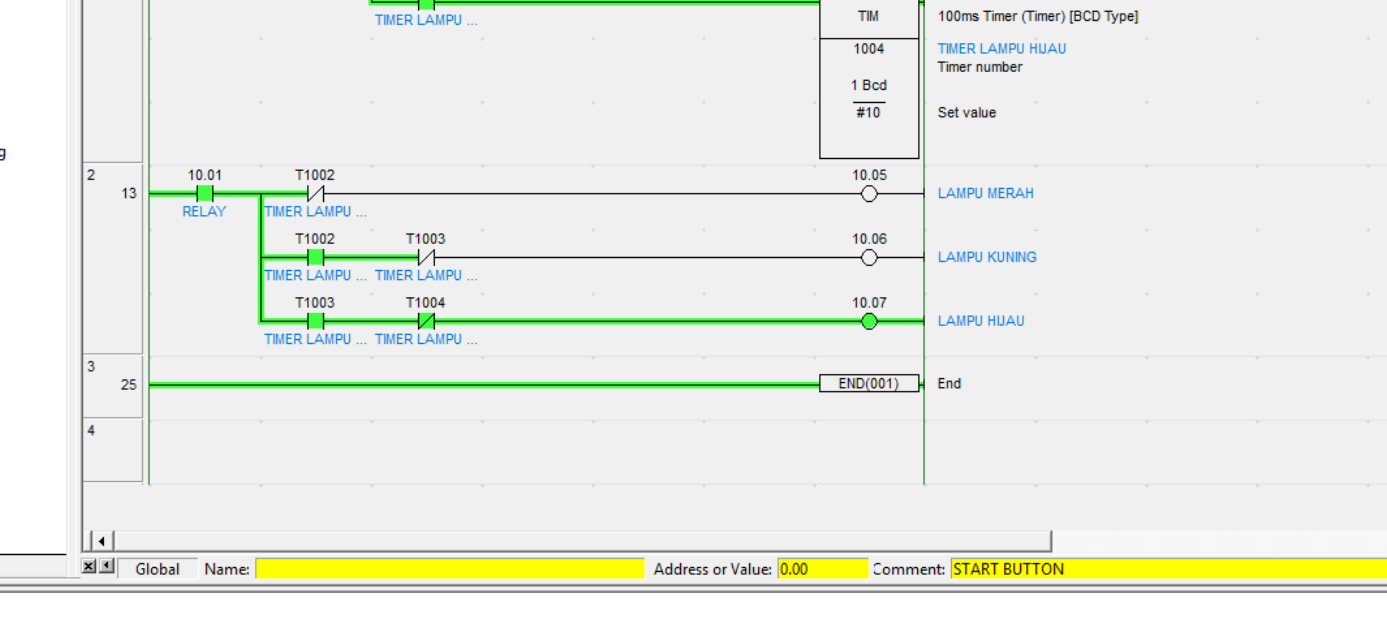 TIMER LAMPU ...
TIM
100ms Timer (Timer) [BCD Type]
1004
TIMER LAMPU HIJAU
Timer number
1 Bcd
#10
Set value
g
2
13
10.01
RELAY
T1002
TIMER LAMPU ...
10.05
LAMPU MERAH
T1002
TIMER LAMPU ...
T1003
TIMER LAMPU ...
10.06
LAMPU KUNING
T1003
TIMER LAMPU ...
T1004
TIMER LAMPU ...
10.07
LAMPU HIJAU
3
25
END(001)
End
4
Global Name: Address or Value: 0.00 Comment: START BUTTON